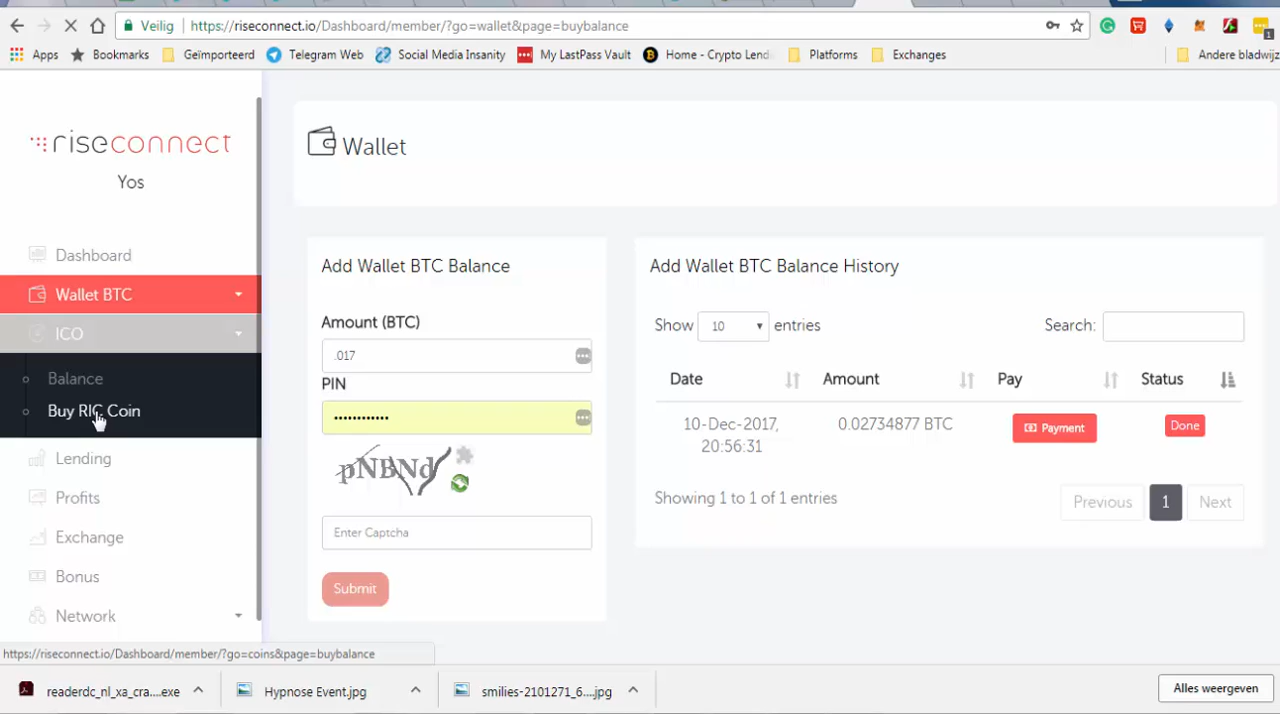 Veilig https://riseconnect.io/Dashboard/member/?go=wallet&page=buybalance
Apps Bookmarks Geïmporteerd Telegram Web Social Media Insanity My LastPass Vault Home - Crypto Lendi Platforms Exchanges Andere bladwij
riseconnect
Yos
Dashboard
Wallet BTC
ICO
Balance
Buy RIC Coin
Lending
Profits
Exchange
Bonus
Network
Wallet
Add Wallet BTC Balance
Amount (BTC)
.017
PIN
••••••••••••
pNBNd
Enter Captcha
Submit
Add Wallet BTC Balance History
Show 10 entries Search:
Date Amount Pay Status
10-Dec-2017, 20:56:31 0.02734877 BTC Payment Done
Showing 1 to 1 of 1 entries Previous 1 Next
https://riseconnect.io/Dashboard/member/?go=coins&page=buybalance
readerdc_nl_xa_cra....exe Hypnose Event.jpg smilies-2101271_6....jpg Alles weergeven
1